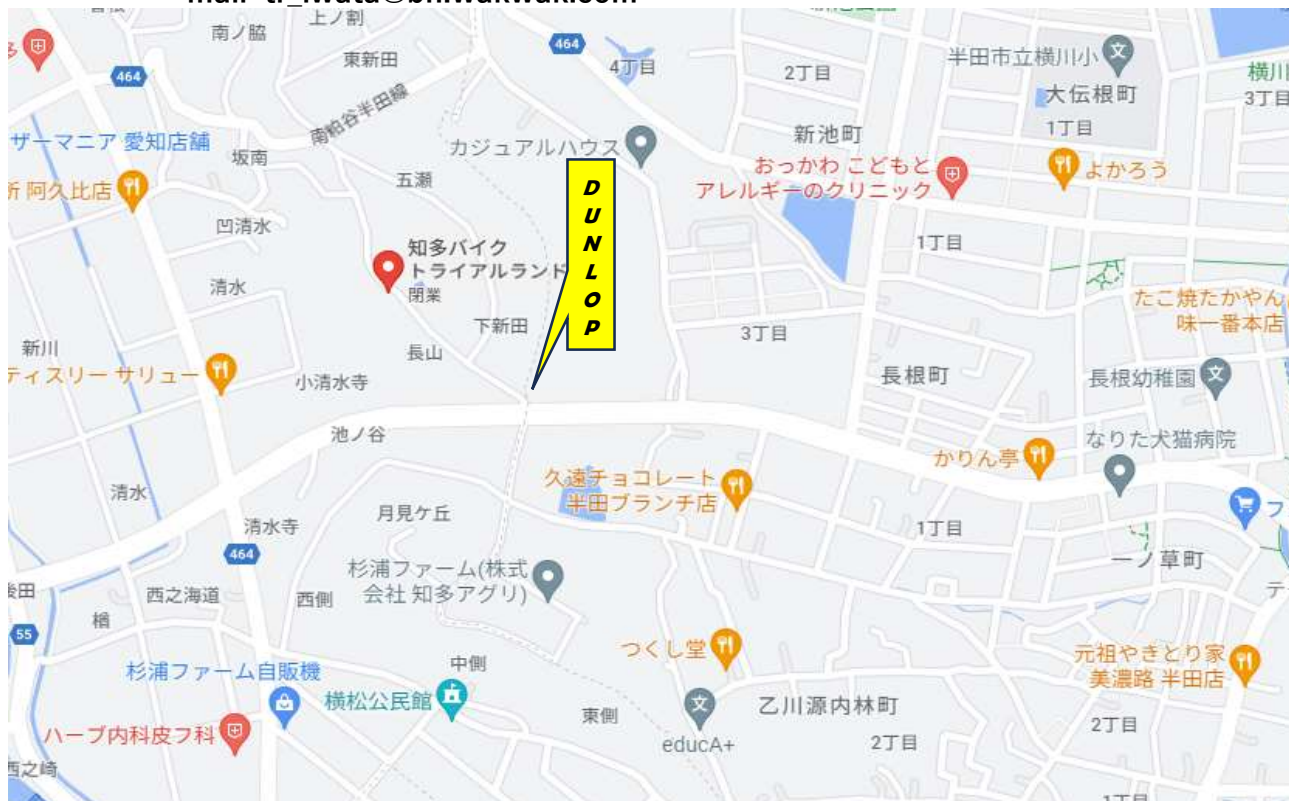 南ノ脇
上ノ割
東新田
464
4丁目
2丁目
半田市立横川小
大伝根町
1丁目
横川
3丁目
464
南粕谷半田線
ザーマニア 愛知店舗
坂南
カジュアルハウス
新池町
おっかわ こどもと
アレルギーのクリニック
よかろう
所 阿久比店
五瀬
凹清水
DUNLOP
知多バイク
トライアルランド
閉業
1丁目
清水
下新田
たこ焼たかやん
味一番本店
新川
長山
3丁目
ティスリー サリュー
小清水寺
長根町
長根幼稚園
池ノ谷
なりた犬猫病院
かりん亭
久遠チョコレート
半田ブランチ店
清水
月見ケ丘
清水寺
1丁目
フ
464
一ノ草町
杉浦ファーム(株式
会社 知多アグリ)
西之海道
西側
楢
55
テ
つくし堂
元祖やきとり家
美濃路 半田店
杉浦ファーム自販機
中側
横松公民館
東側
乙川源内林町
ハーブ内科皮フ科
educA+
2丁目
2丁目
西之崎
1丁目